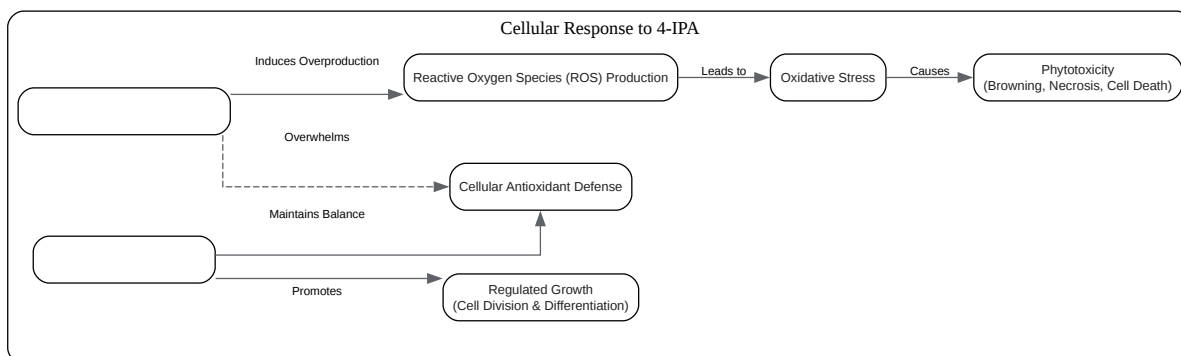 Cellular Response to 4-IPA
Induces Overproduction
Reactive Oxygen Species (ROS) Production
Leads to
Oxidative Stress
Causes
Phytotoxicity
(Browning, Necrosis, Cell Death)
Overwhelms
Cellular Antioxidant Defense
Maintains Balance
Promotes
Regulated Growth
(Cell Division & Differentiation)